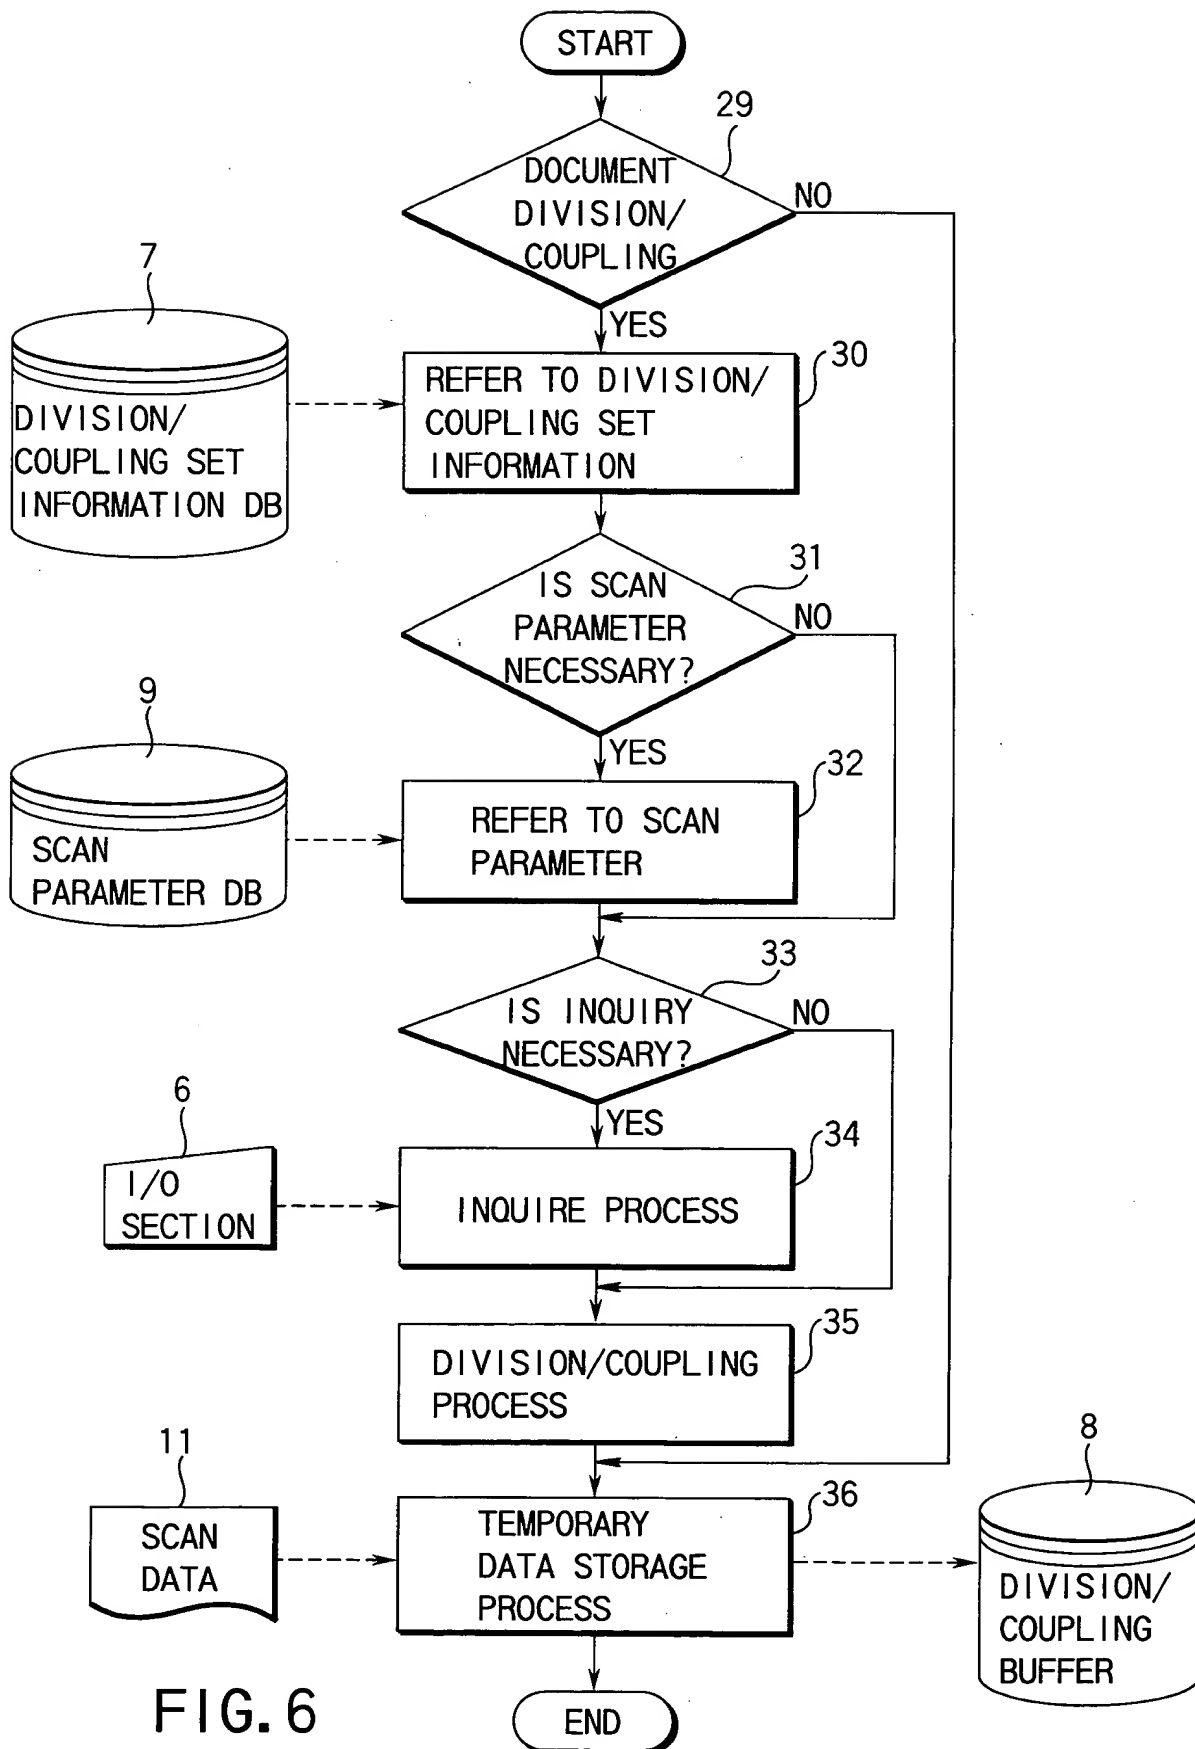 START
29
DOCUMENT
DIVISION/
COUPLING
NO
YES
7
DIVISION/
COUPLING SET
INFORMATION DB
30
REFER TO DIVISION/
COUPLING SET
INFORMATION
31
IS SCAN
PARAMETER
NECESSARY?
NO
YES
9
SCAN
PARAMETER DB
32
REFER TO SCAN
PARAMETER
33
IS INQUIRY
NECESSARY?
NO
YES
6
I/O
SECTION
34
INQUIRE PROCESS
35
DIVISION/COUPLING
PROCESS
11
SCAN
DATA
36
TEMPORARY
DATA STORAGE
PROCESS
8
DIVISION/
COUPLING
BUFFER
END
FIG. 6